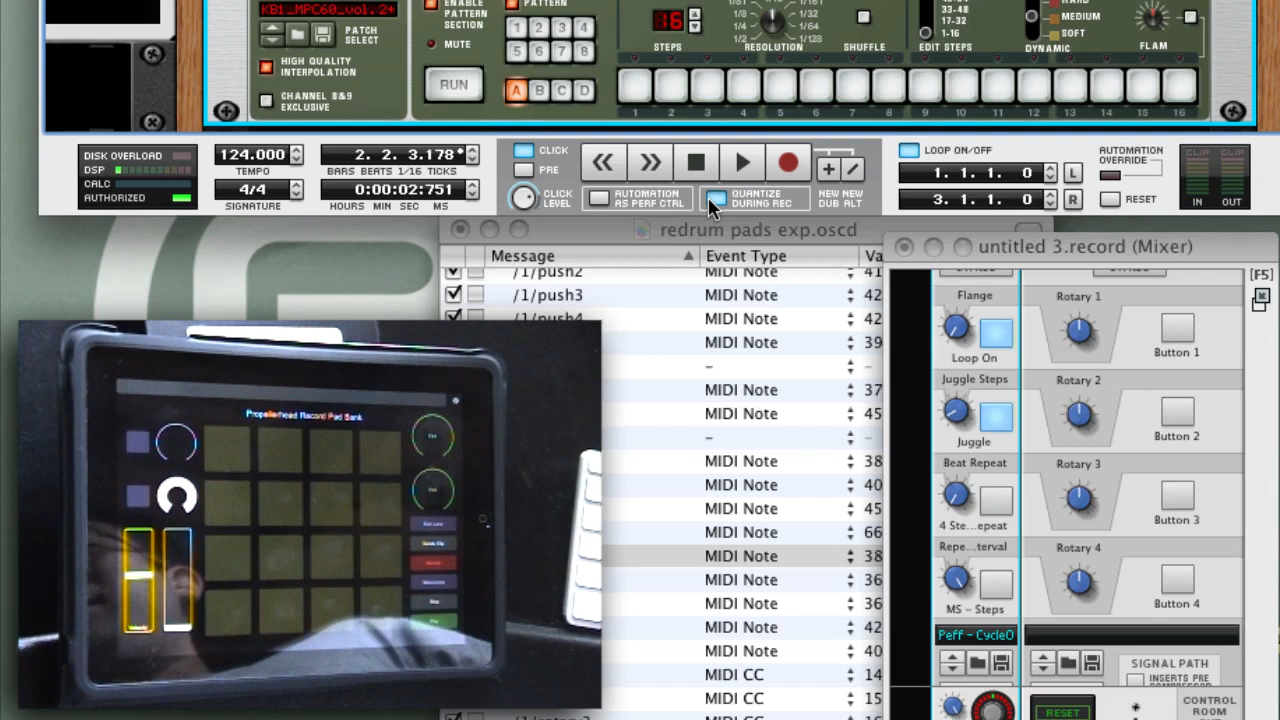 KB1_MPC60_vol.2+
ENABLE
PATTERN
SECTION
PATTERN
PATCH
SELECT
MUTE
1 2 3 4
5 6 7 8
HIGH QUALITY
INTERPOLATION
RUN
A B C D
CHANNEL 8&9
EXCLUSIVE
16
STEPS
1/8
1/4
1/2
1/32
1/64
1/128
RESOLUTION
SHUFFLE
33-48
17-32
1-16
EDIT STEPS
HARD
MEDIUM
SOFT
DYNAMIC
FLAM
1 2 3 4 5 6 7 8 9 10 11 12 13 14 15 16
DISK OVERLOAD
DSP
CALC
AUTHORIZED
124.000
TEMPO
4/4
SIGNATURE
2. 2. 3.178*
BARS BEATS 1/16 TICKS
0:00:02:751
HOURS MIN SEC MS
CLICK
PRE
CLICK
LEVEL
AUTOMATION
AS PERF CTRL
QUANTIZE
DURING REC
NEW NEW
DUB ALT
LOOP ON/OFF
1. 1. 1. 0
L
3. 1. 1. 0
R
AUTOMATION
OVERRIDE
RESET
CLIP CLIP
IN OUT
redrum pads exp.oscd
Message Event Type Va
/1/push2 MIDI Note 41
/1/push3 MIDI Note 42
/1/push4 MIDI Note 42
MIDI Note 39
– –
MIDI Note 37
MIDI Note 45
– –
MIDI Note 38
MIDI Note 40
MIDI Note 45
MIDI Note 66
MIDI Note 38
MIDI Note 36
MIDI Note 36
MIDI Note 42
MIDI Note 40
MIDI CC 14
MIDI CC 15
untitled 3.record (Mixer)
[F5]
Flange
Loop On
Juggle Steps
Juggle
Beat Repeat
4 Ste...epeat
Repe...terval
MS – Steps
Peff - CycleO
Rotary 1
Button 1
Rotary 2
Button 2
Rotary 3
Button 3
Rotary 4
Button 4
SIGNAL PATH
INSERTS PRE
RESET
CONTROL
ROOM
Propellerhead Record Pad Bank